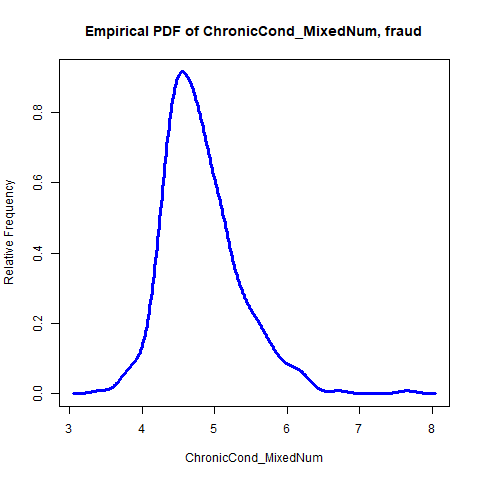 Empirical PDF of ChronicCond_MixedNum, fraud
Relative Frequency
0.8
0.6
0.4
0.2
0.0
3 4 5 6 7 8
ChronicCond_MixedNum